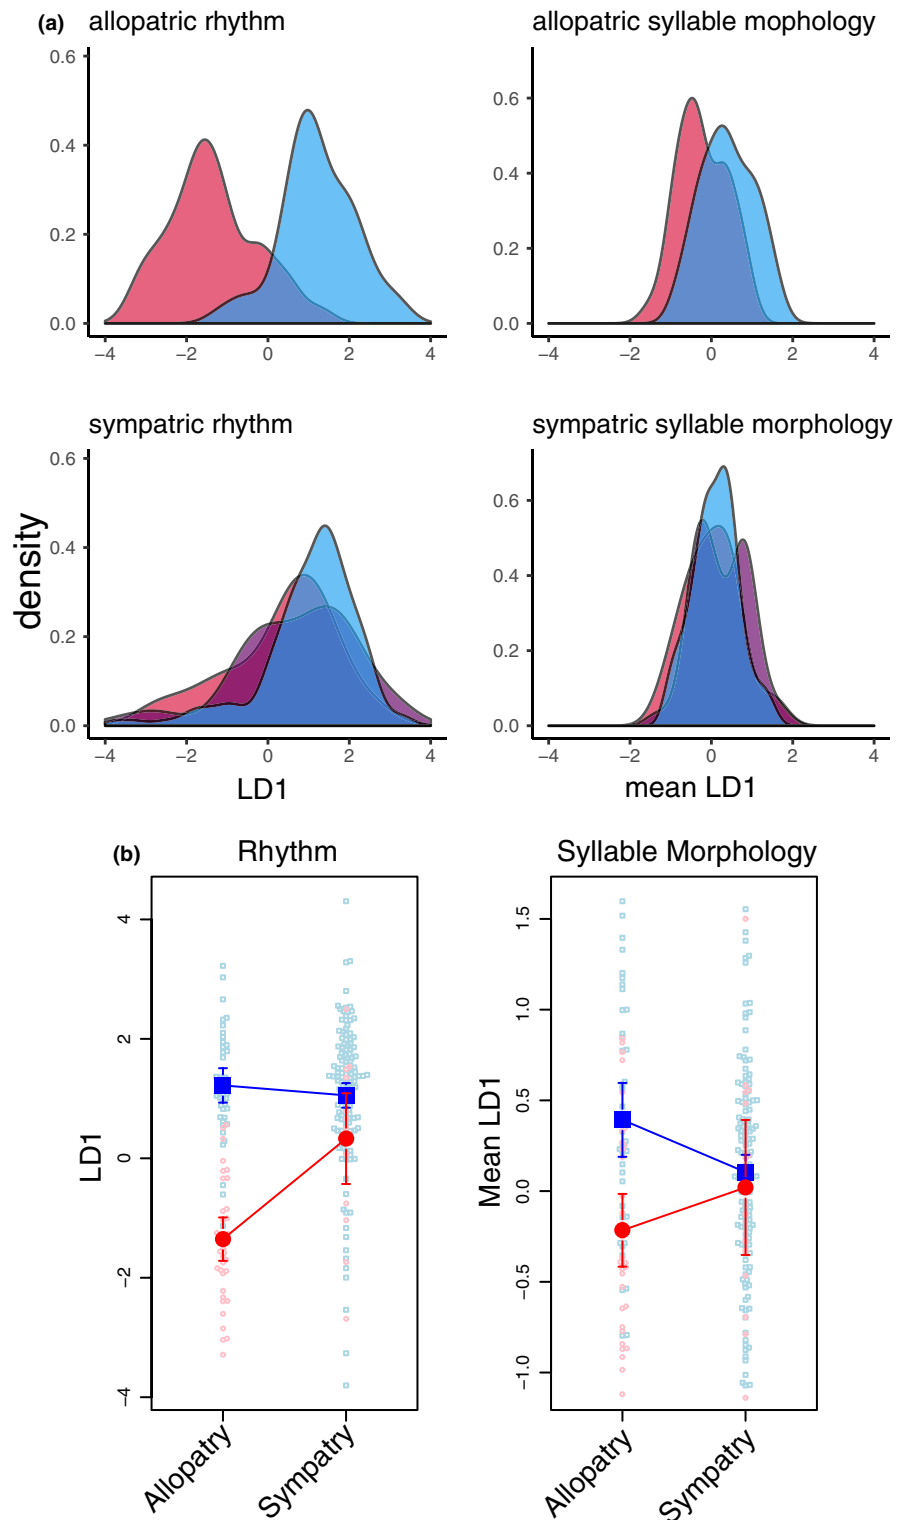 (a) allopatric rhythm
allopatric syllable mophology
0.6
0.4
0.2
0.0
−4 −2 0 2 4
0.6
0.4
0.2
0.0
−4 −2 0 2 4
sympatric rhythm
sympatric syllable morphology
density
0.6
0.4
0.2
0.0
−4 −2 0 2 4
LD1
0.6
0.4
0.2
0.0
−4 −2 0 2 4
mean LD1
(b) Rhythm
Syllable Morphology
LD1
4
2
0
−2
−4
Allopatry
Sympatry
Mean LD1
1.5
1.0
0.5
0.0
−0.5
−1.0
Allopatry
Sympatry